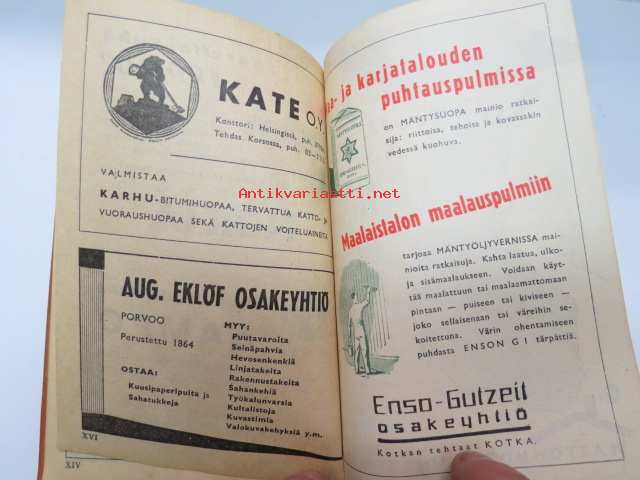 KATE OY.
Konttori: Helsingissä, puh.
Tehdas Korsossa, puh.
VALMISTAA
KARHU-BITUMIHUOPAA, TERVATTUA KATTO- JA
VUORAUSHUOPAA SEKÄ KATTOJEN VOITELUAINEITA
AUG. EKLÖF OSAKEYHTIÖ
PORVOO
Perustettu 1864
OSTAA:
Kuusipaperipuita ja
Sahatukkeja
MYY:
Puutavaroita
Seinäpahvia
Hevosenkenkiä
Linjatakeita
Rakennustakeita
Sahankehiä
Työkalunvarsia
Kultalistoja
Kuvastimia
Valokuvakehyksiä y.m.
XVI
XIV
ja karjatalouden
puhtauspulmissa
on MÄNTYSUOPA mainio ratkai-
sija: riittoisa, tehoisa ja kovassakin
vedessä kuohuva.
MÄNTYSUOPA
Antikvariaatti.net
Maalaistalon maalauspulmiin
tarjoaa MÄNTYÖLJYVERNISSA mai-
nioita ratkaisuja. Kahta laatua, ulko-
ja sisämaalaukseen. Voidaan käyt-
tää maalattuun tai maalaamattomaan
pintaan — puiseen tai kiviseen —
joko sellaisenaan tai väreihin se-
koitettuna. Värin ohentamiseen
puhdasta ENSON G I tärpättiä.
Enso-Gutzeit
osakeyhtiö
Kotkan tehtaat KOTKA.